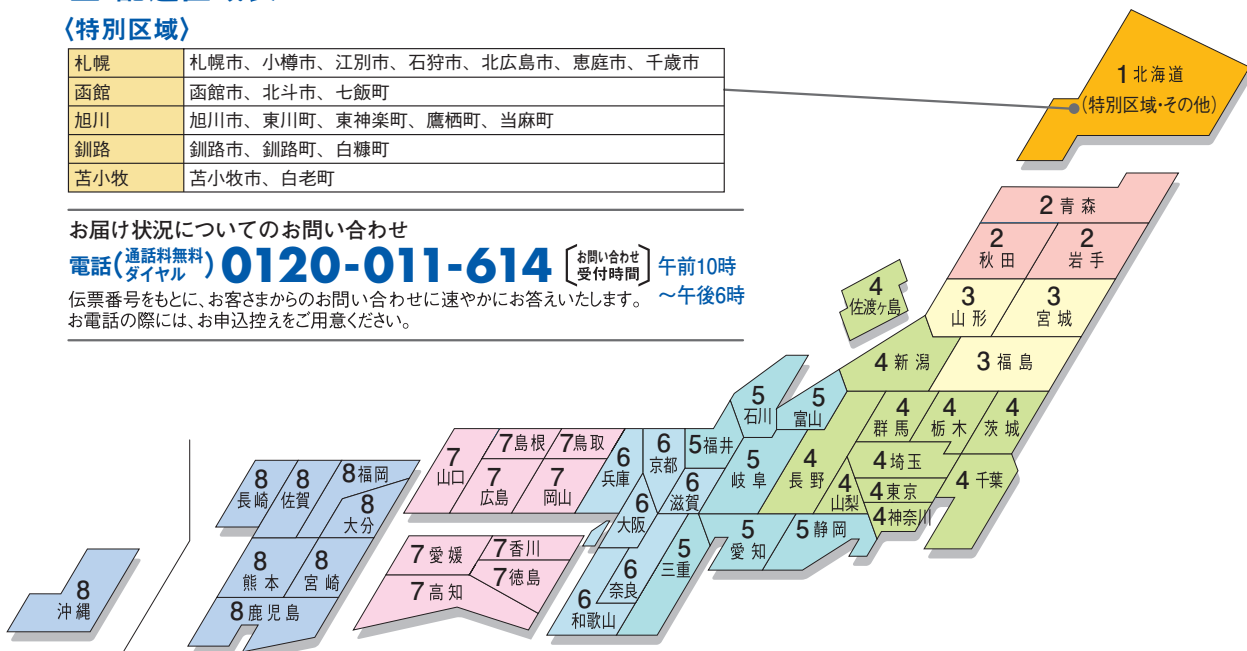 〈特別区域〉
札幌 札幌市、小樽市、江別市、石狩市、北広島市、恵庭市、千歳市
函館 函館市、北斗市、七飯町
旭川 旭川市、東川町、東神楽町、鷹栖町、当麻町
釧路 釧路市、釧路町、白糠町
苫小牧 苫小牧市、白老町
お届け状況についてのお問い合わせ
電話(通話料無料ダイヤル) 0120-011-614 〔お問い合わせ受付時間〕 午前10時
～午後6時
伝票番号をもとに、お客さまからのお問い合わせに速やかにお答えいたします。
お電話の際には、お申込控えをご用意ください。
1 北海道
(特別区域・その他)
2 青森
2 秋田
2 岩手
3 山形
3 宮城
3 福島
4 佐渡ヶ島
4 新潟
4 群馬
4 栃木
4 茨城
4 埼玉
4 千葉
4 東京
4 神奈川
4 山梨
4 長野
5 石川
5 富山
5 福井
5 岐阜
5 静岡
5 愛知
5 三重
6 兵庫
6 京都
6 滋賀
6 大阪
6 奈良
6 和歌山
7 山口
7 島根
7 鳥取
7 広島
7 岡山
7 愛媛
7 香川
7 徳島
7 高知
8 長崎
8 佐賀
8 福岡
8 大分
8 熊本
8 宮崎
8 鹿児島
8 沖縄